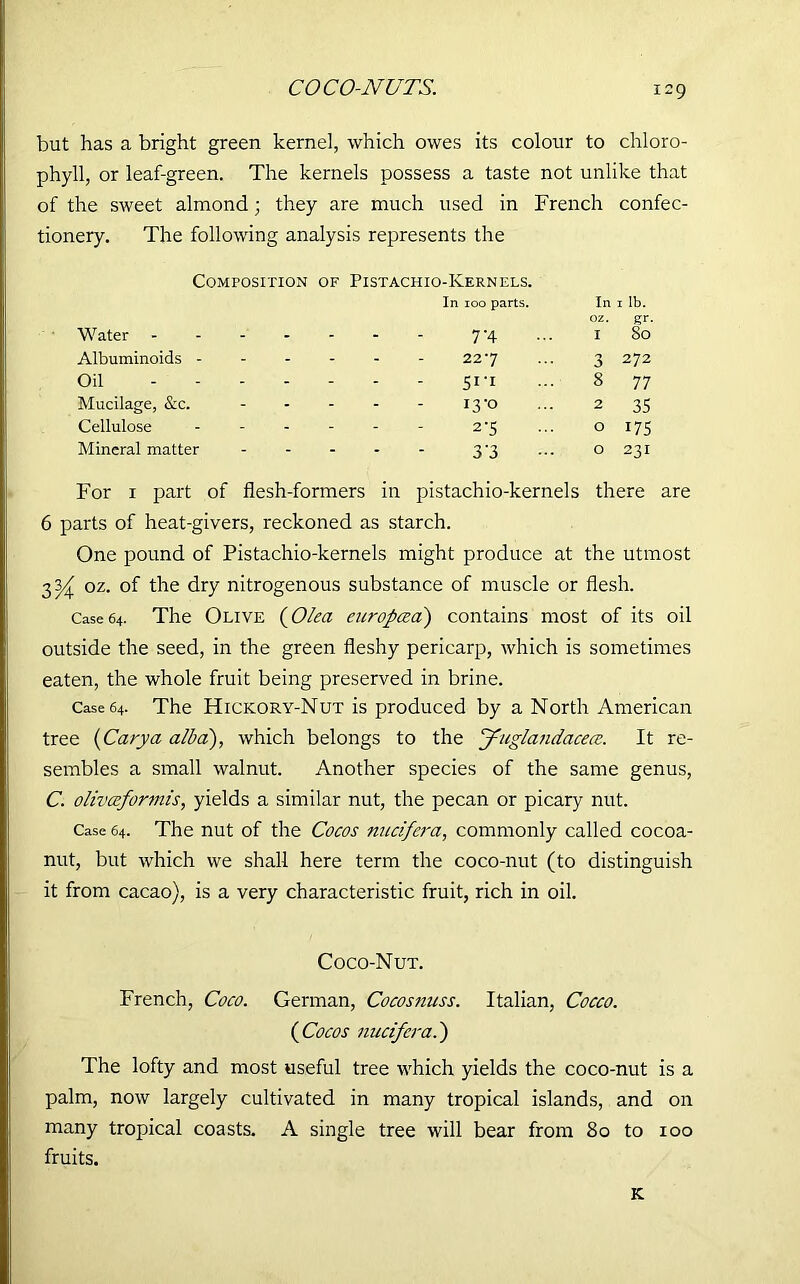 COCO-NUTS. 129
but has a bright green kernel, which owes its colour to chloro-
phyll, or leaf-green. The kernels possess a taste not unlike that
of the sweet almond; they are much used in French confec-
tionery. The following analysis represents the
Composition of Pistachio-Kernels.
In 100 parts. In 1 lb.
oz. gr.
Water - - - - - - - 7·4 ... 1 80
Albuminoids - - - - - - 22·7 ... 3 272
Oil - - - - - - - 51·1 ... 8 77
Mucilage, &c. - - - - - 13·0 ... 2 35
Cellulose - - - - - - 2·5 ... 0 175
Mineral matter - - - - - 3·3 ... 0 231
For 1 part of flesh-formers in pistachio-kernels there are
6 parts of heat-givers, reckoned as starch.
One pound of Pistachio-kernels might produce at the utmost
3¾ oz. of the dry nitrogenous substance of muscle or flesh.
Case 64. The Olive (Olea europæa) contains most of its oil
outside the seed, in the green fleshy pericarp, which is sometimes
eaten, the whole fruit being preserved in brine.
Case 64. The Hickory-Nut is produced by a North American
tree (Carya alba), which belongs to the Juglandaceæ. It re-
sembles a small walnut. Another species of the same genus,
C. olivæformis, yields a similar nut, the pecan or picary nut.
Case 64. The nut of the Cocos nucifera, commonly called cocoa-
nut, but which we shall here term the coco-nut (to distinguish
it from cacao), is a very characteristic fruit, rich in oil.
Coco-Nut.
French, Coco. German, Cocosnuss. Italian, Cocco.
(Cocos nucifera.)
The lofty and most useful tree which yields the coco-nut is a
palm, now largely cultivated in many tropical islands, and on
many tropical coasts. A single tree will bear from 80 to 100
fruits.
K